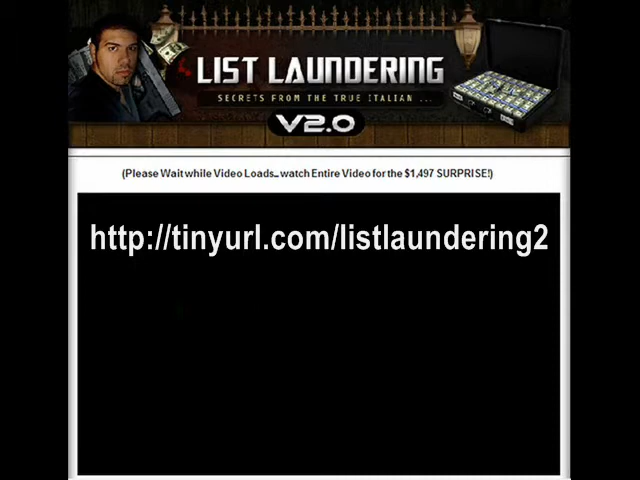 LIST LAUNDERING
SECRETS FROM THE TRUE ITALIAN ...
V2.0
(Please Wait while Video Loads... watch Entire Video for the $1,497 SURPRISE!)
http://tinyurl.com/listlaundering2